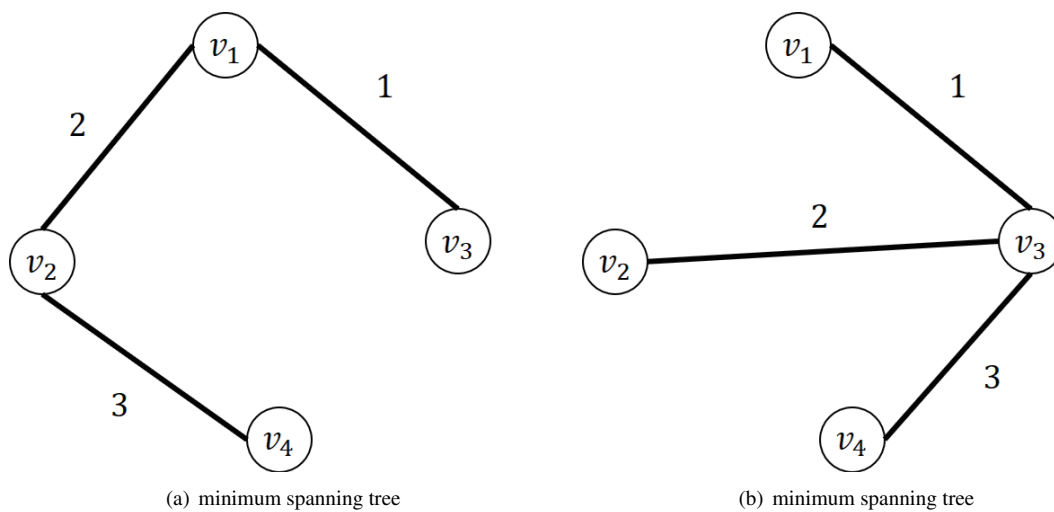 v₁
1
2
v₂
v₃
3
v₄
(a) minimum spanning tree
v₁
1
2
v₂
v₃
3
v₄
(b) minimum spanning tree